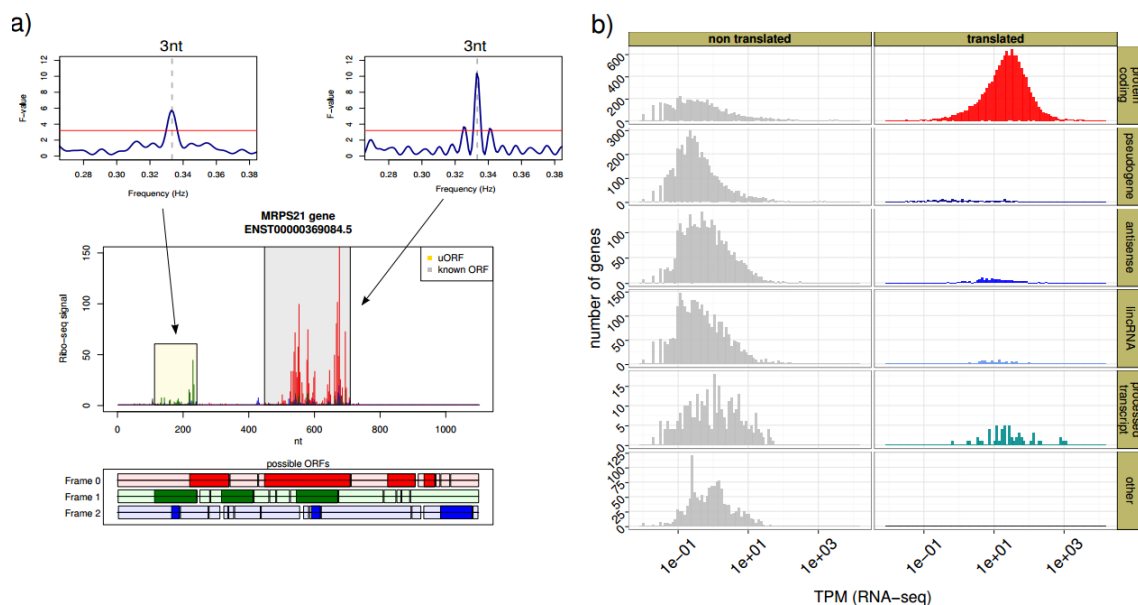 a)
3nt
F-value
12
10
8
6
4
2
0
0.28 0.30 0.32 0.34 0.36 0.38
Frequency (Hz)
3nt
F-value
12
10
8
6
4
2
0
0.28 0.30 0.32 0.34 0.36 0.38
Frequency (Hz)
MRPS21 gene
ENST00000369084.5
Ribo-seq signal
150
100
50
0
uORF
known ORF
0 200 400 600 800 1000
nt
possible ORFs
Frame 0
Frame 1
Frame 2
b)
non translated
translated
number of genes
600
400
200
0
protein
coding
300
200
100
0
pseudogene
100
50
0
antisense
150
100
50
0
lincRNA
15
10
5
0
processed
transcript
125
100
75
50
25
0
other
1e-01 1e+01 1e+03
1e-01 1e+01 1e+03
TPM (RNA-seq)